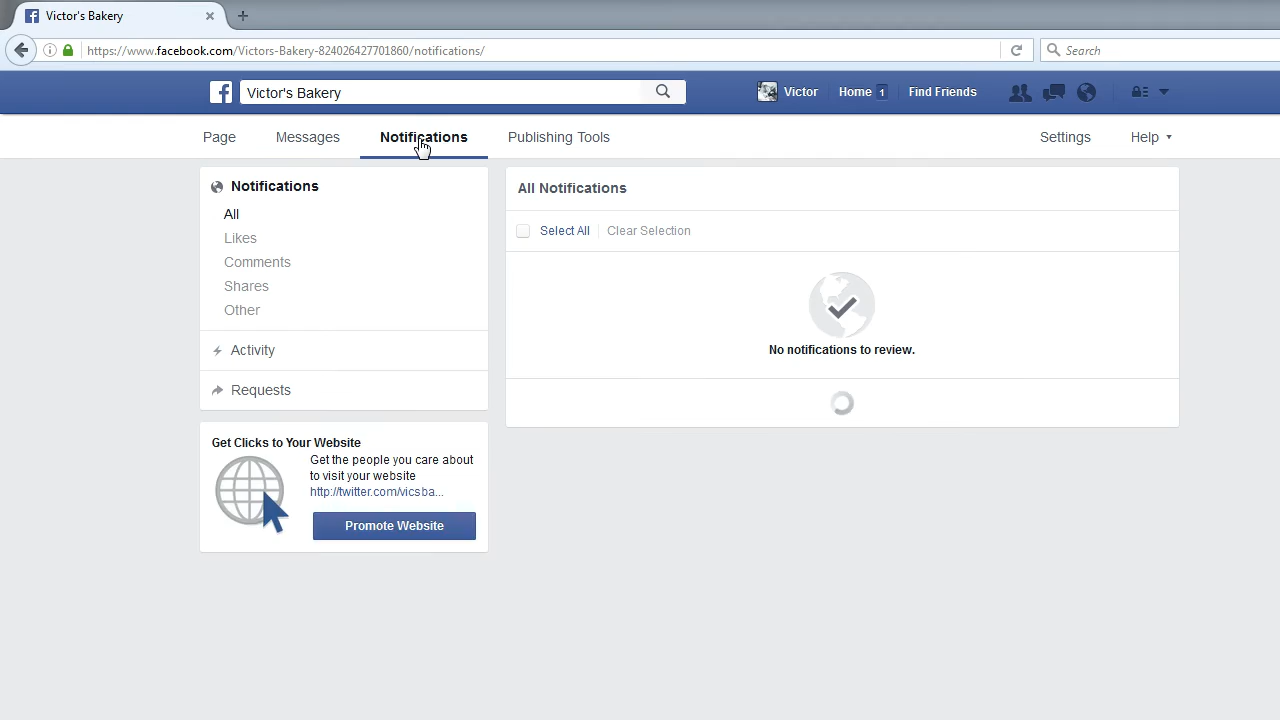 Victor's Bakery
https://www.facebook.com/Victors-Bakery-824026427701860/notifications/
Search
Victor's Bakery
Victor
Home 1
Find Friends
Page
Messages
Notifications
Publishing Tools
Settings
Help
Notifications
All
Likes
Comments
Shares
Other
Activity
Requests
Get Clicks to Your Website
Get the people you care about
to visit your website
http://twitter.com/vicsba...
Promote Website
All Notifications
Select All
Clear Selection
No notifications to review.